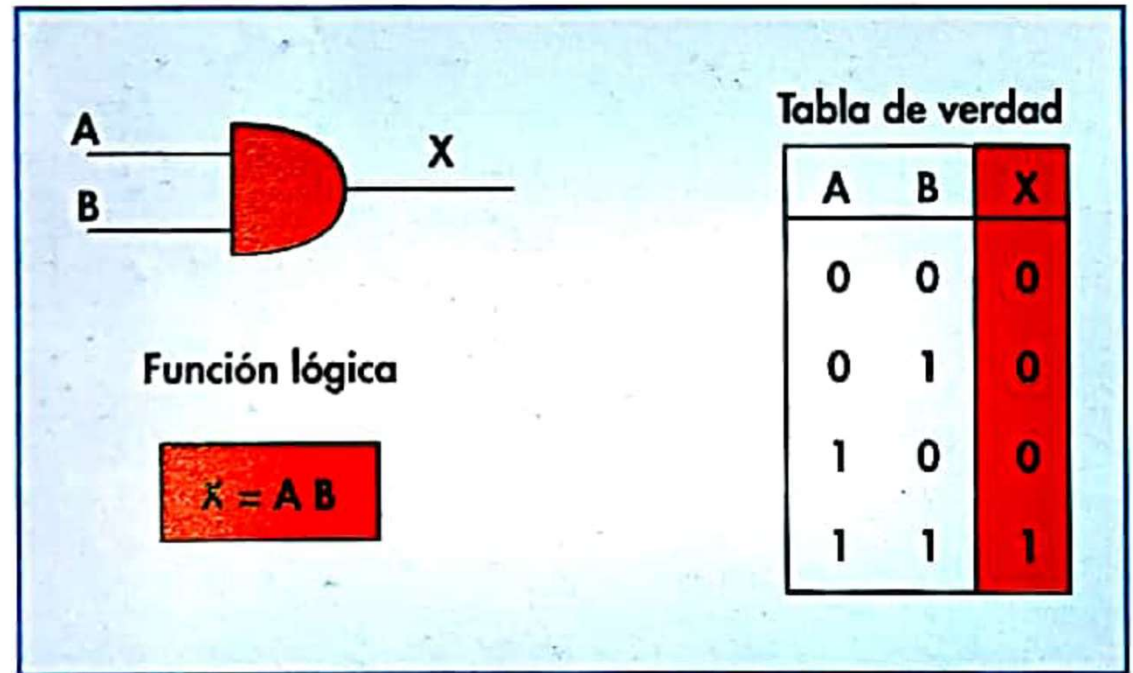 A
B
X
Función lógica
X = A B
Tabla de verdad
A B X
0 0 0
0 1 0
1 0 0
1 1 1